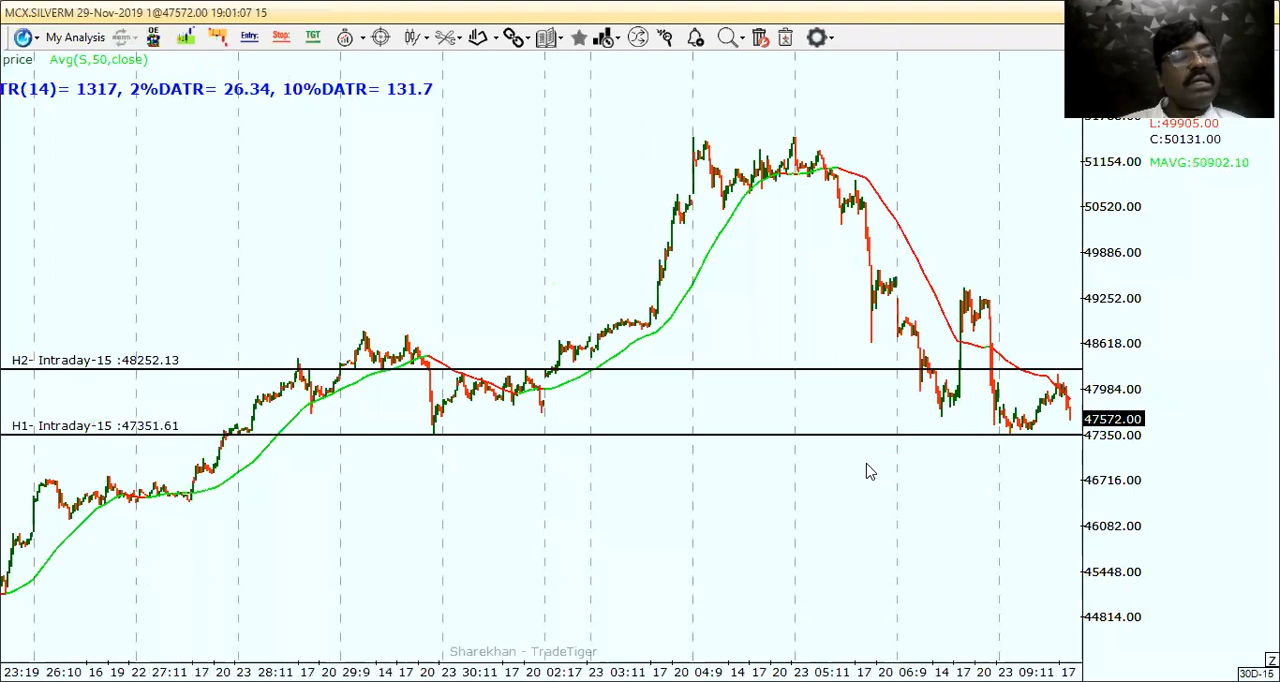 MCX.SILVERM 29-Nov-2019 1@47572.00 19:01:07 15
My Analysis
OE
Entry:
Stop:
TGT
price Avg(S,50,close)
TR(14)= 1317, 2%DATR= 26.34, 10%DATR= 131.7
L:49905.00
C:50131.00
MAVG:50902.10
51154.00
50520.00
49886.00
49252.00
48618.00
H2- Intraday-15 :48252.13
47984.00
47572.00
H1- Intraday-15 :47351.61
47350.00
46716.00
46082.00
45448.00
44814.00
Sharekhan - TradeTiger
23:19 26:10 16 19 22 27:11 17 20 23 28:11 17 20 29:9 14 17 20 23 02:11 17 20 23 03:11 17 20 04:9 14 17 20 23 05:11 17 20 06:9 14 17 20 23 09:11 17
Z
30D-15